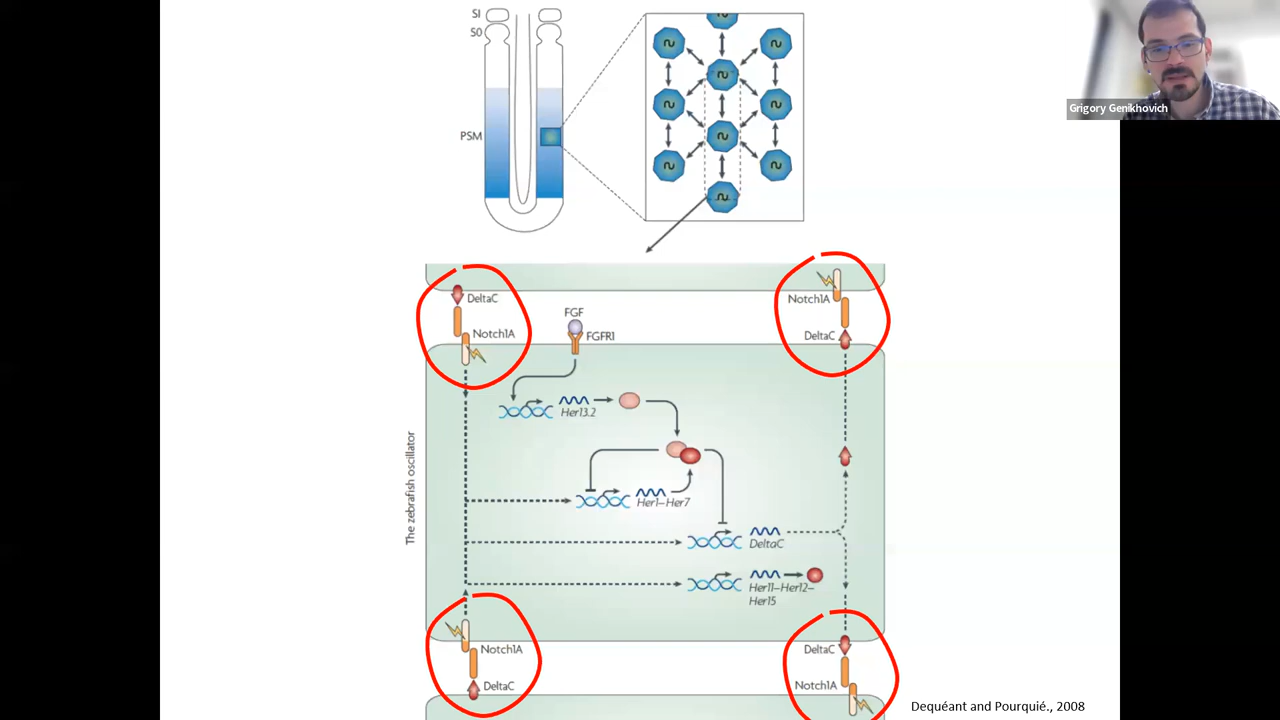 SI
S0
PSM
Grigory Genikhovich
DeltaC
Notch1A
FGF
FGFR1
Notch1A
DeltaC
Her13.2
The zebrafish oscillator
Her1–Her7
DeltaC
Her11–Her12–
Her15
Notch1A
DeltaC
DeltaC
Notch1A
Dequéant and Pourquié., 2008